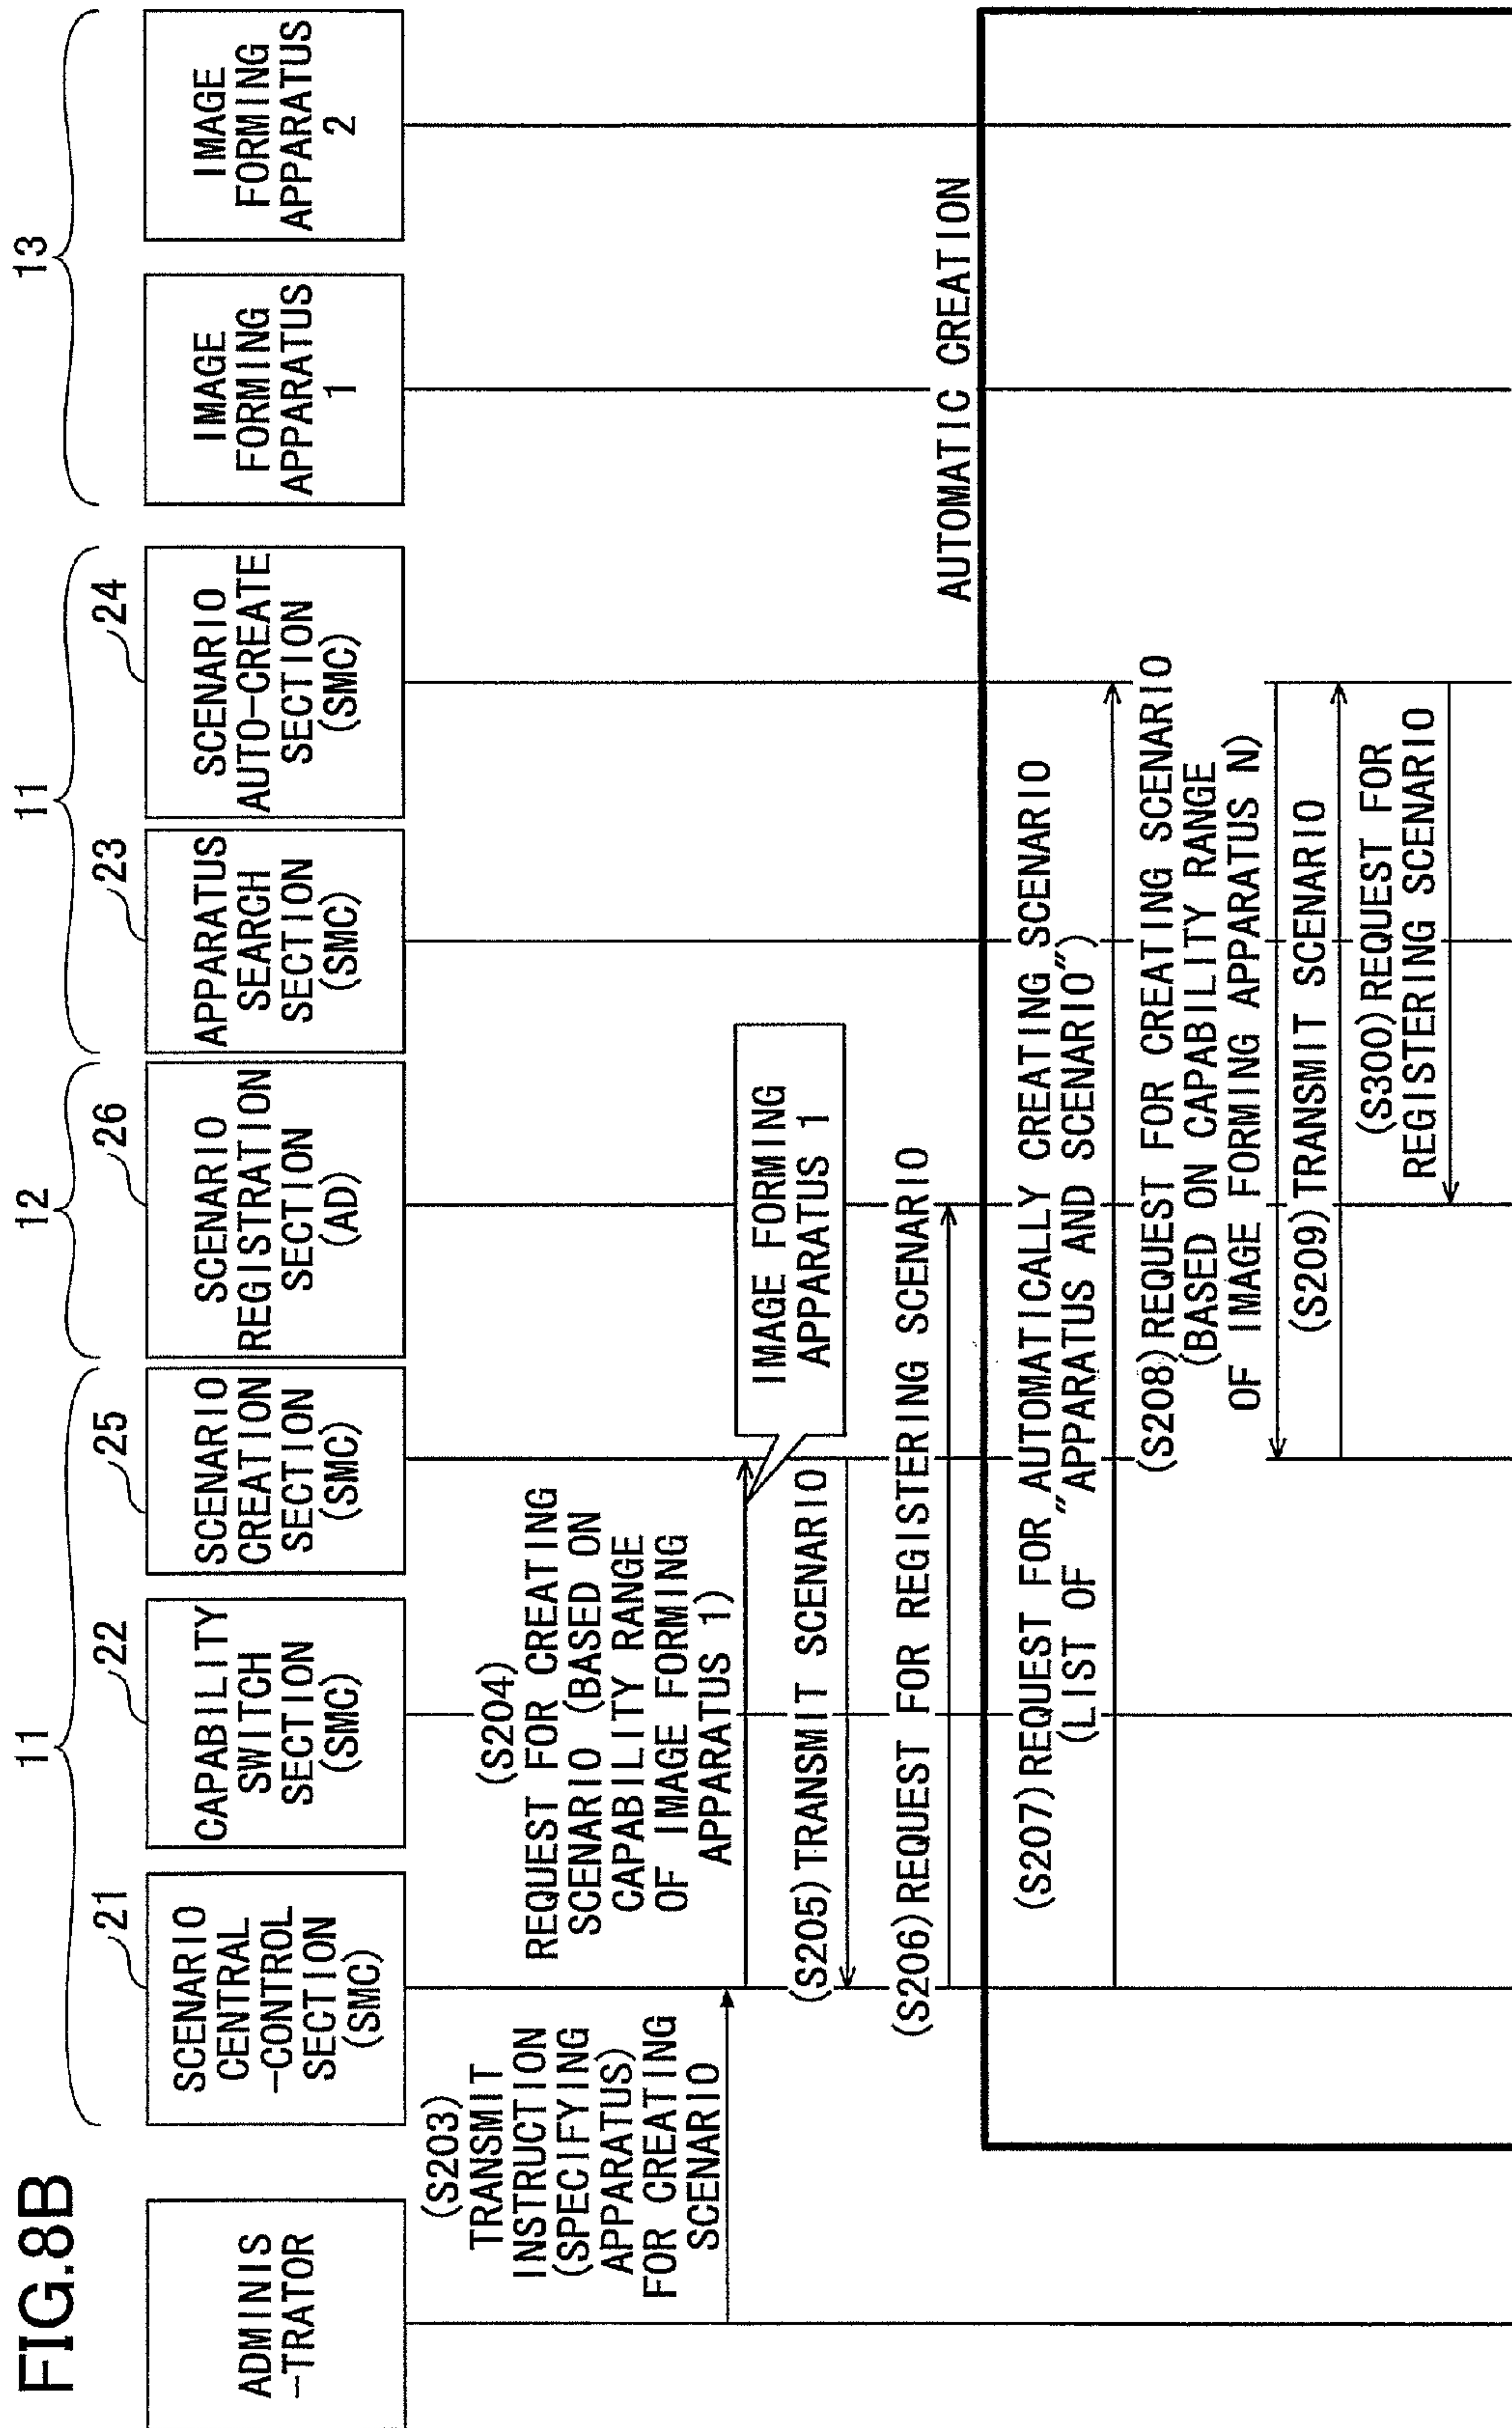 FIG.8B
11
12
11
13
21
22
25
26
23
24
ADMINIS
-TRATOR
SCENARIO
CENTRAL
-CONTROL
SECTION
(SMC)
CAPABILITY
SWITCH
SECTION
(SMC)
SCENARIO
CREATION
SECTION
(SMC)
SCENARIO
REGISTRATION
SECTION
(AD)
APPARATUS
SEARCH
SECTION
(SMC)
SCENARIO
AUTO-CREATE
SECTION
(SMC)
IMAGE
FORMING
APPARATUS
1
IMAGE
FORMING
APPARATUS
2
(S203)
TRANSMIT
INSTRUCTION
(SPECIFYING
APPARATUS)
FOR CREATING
SCENARIO
(S204)
REQUEST FOR CREATING
SCENARIO (BASED ON
CAPABILITY RANGE
OF IMAGE FORMING
APPARATUS 1)
IMAGE FORMING
APPARATUS 1
(S205)TRANSMIT SCENARIO
(S206)REQUEST FOR REGISTERING SCENARIO
AUTOMATIC CREATION
(S207)REQUEST FOR AUTOMATICALLY CREATING SCENARIO
(LIST OF "APPARATUS AND SCENARIO")
(S208)REQUEST FOR CREATING SCENARIO
(BASED ON CAPABILITY RANGE
OF IMAGE FORMING APPARATUS N)
(S209)TRANSMIT SCENARIO
(S300)REQUEST FOR
REGISTERING SCENARIO